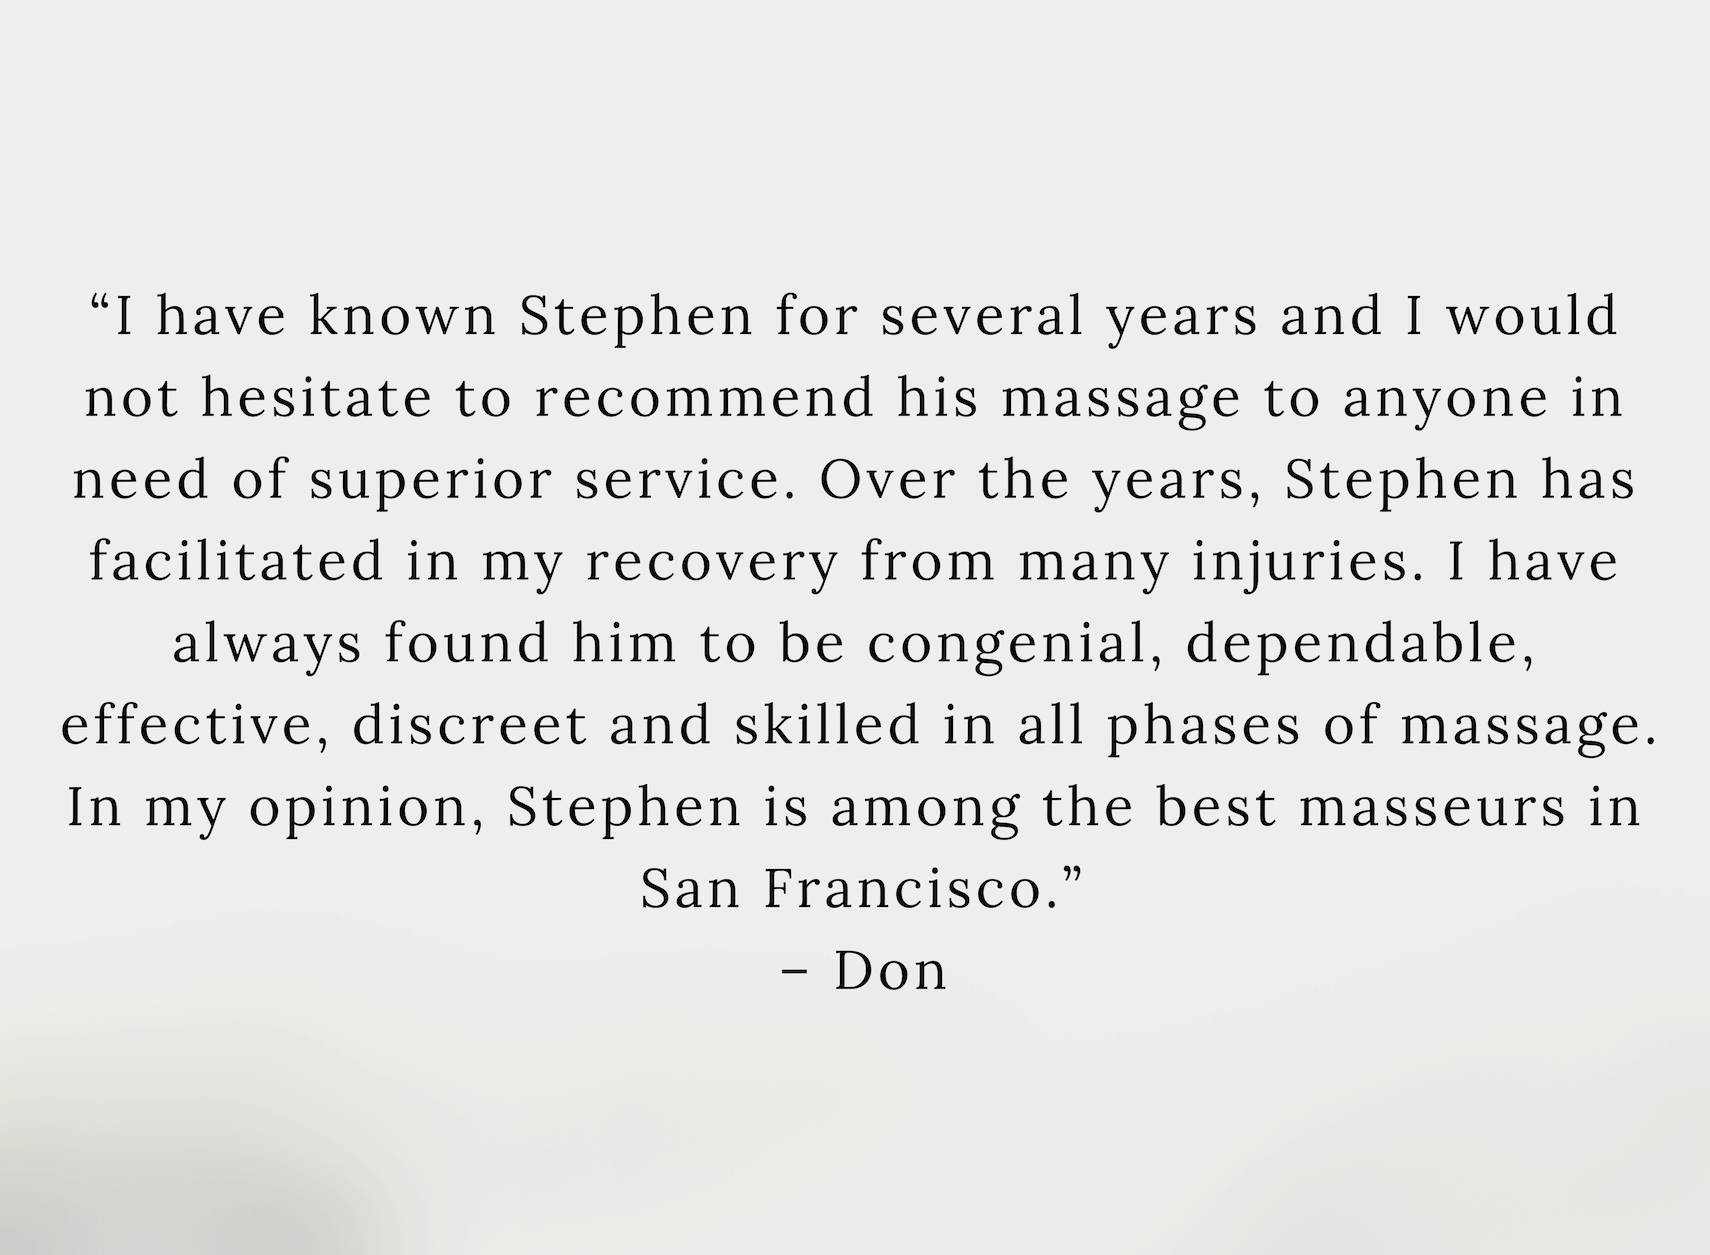 “I have known Stephen for several years and I would
not hesitate to recommend his massage to anyone in
need of superior service. Over the years, Stephen has
facilitated in my recovery from many injuries. I have
always found him to be congenial, dependable,
effective, discreet and skilled in all phases of massage.
In my opinion, Stephen is among the best masseurs in
San Francisco.”
– Don